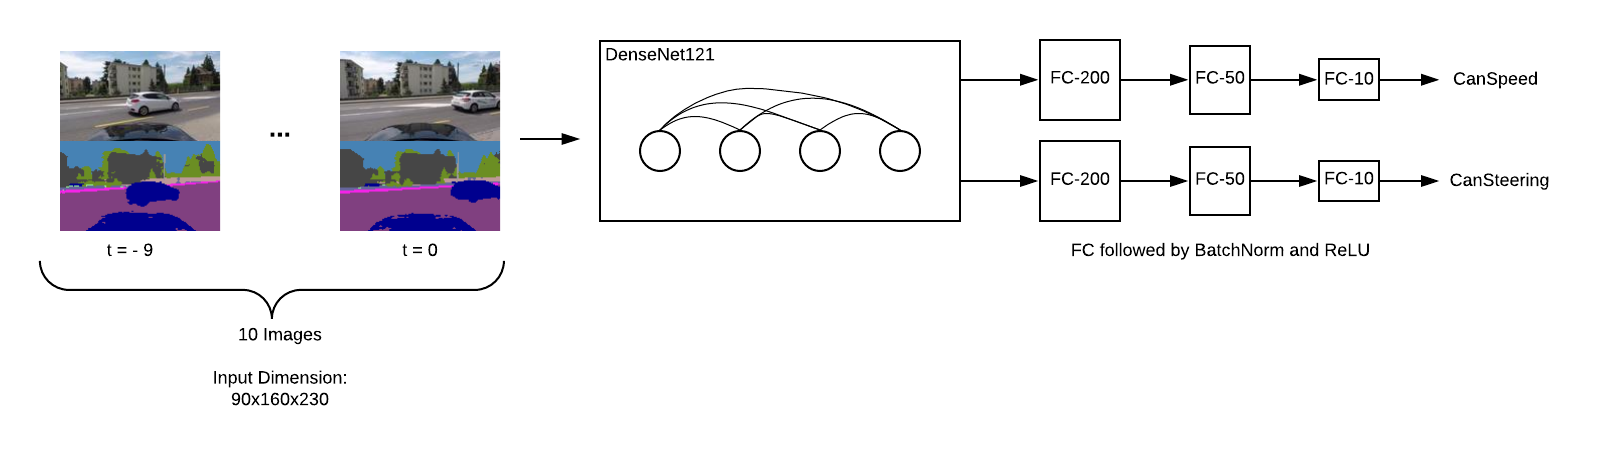 ...
t = - 9
t = 0
10 Images
Input Dimension:
90x160x230
DenseNet121
FC-200
FC-50
FC-10
CanSpeed
FC-200
FC-50
FC-10
CanSteering
FC followed by BatchNorm and ReLU